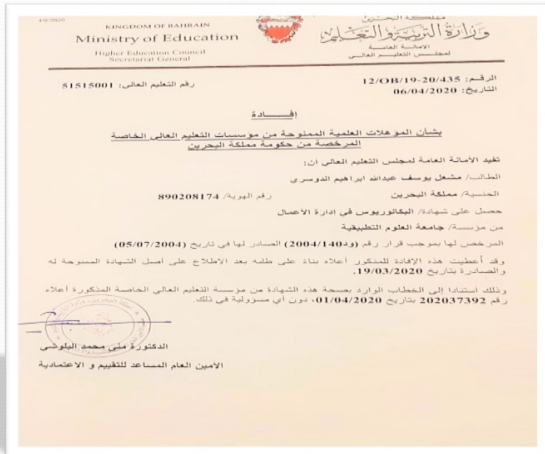 4/9/2020
مملكة البحرين
KINGDOM OF BAHRAIN
وزارة التربية والتعليم
Ministry of Education
الأمانة العامة
لمجلس التعليم العالي
Higher Education Council
Secretariat General
الرقم: 12/OB/19-20/435
رقم التعليم العالي: 51515001
التاريخ: 06/04/2020
إفــادة
بشأن المؤهلات العلمية الممنوحة من مؤسسات التعليم العالي الخاصة
المرخصة من حكومة مملكة البحرين
تفيد الأمانة العامة لمجلس التعليم العالي أن:
الطالب/ مشعل يوسف عبدالله ابراهيم الدوسري
الجنسية/ مملكة البحرين
رقم الهوية/ 890208174
حصل على شهادة/ البكالوريوس في إدارة الأعمال
من مؤسسة/ جامعة العلوم التطبيقية
المرخص لها بموجب قرار رقم (ود/140/2004) الصادر لها في تاريخ (05/07/2004)
وقد أعطيت هذه الإفادة للمذكور أعلاه بناءً على طلبه بعد الاطلاع على أصل الشهادة الممنوحة له
والصادرة بتاريخ 19/03/2020.
وذلك استنادا إلى الخطاب الوارد بصحة هذه الشهادة من مؤسسة التعليم العالي الخاصة المذكورة أعلاه
رقم 202037392 بتاريخ 01/04/2020، دون أي مسؤولية في ذلك.
الدكتورة منى محمد البلوشي
الأمين العام المساعد للتقييم و الاعتمادية